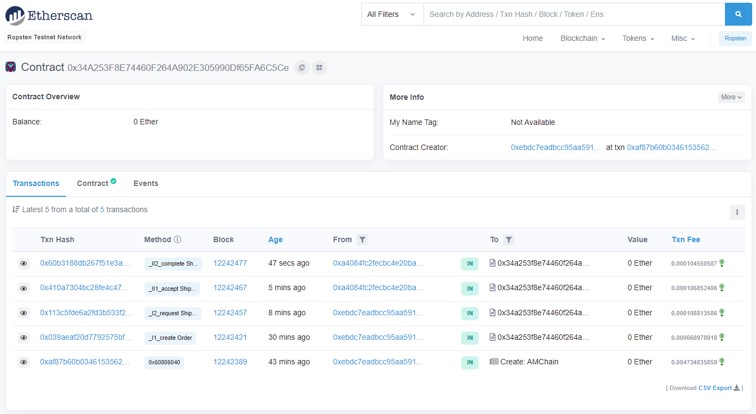 Etherscan
All Filters
Search by Address / Txn Hash / Block / Token / Ens
Ropsten Testnet Network
Home Blockchain Tokens Misc Ropsten
Contract 0x34A253F8E74460F264A902E305990Df65FA6C5Ce
Contract Overview
Balance: 0 Ether
More Info More
My Name Tag: Not Available
Contract Creator: 0xebdc7eadbcc95aa591... at txn 0xaf87b60b0346153562...
Transactions Contract Events
Latest 5 from a total of 5 transactions
Txn Hash Method Block Age From To Value Txn Fee
0x60b3188db267f51e3a... _II2_complete Sh... 12242477 47 secs ago 0xa4084fc2fecbc4e20ba... IN 0x34a253f8e74460f264a... 0 Ether 0.000104550587
0x410a7304bc28fe4c47... _II1_accept Ship... 12242467 5 mins ago 0xa4084fc2fecbc4e20ba... IN 0x34a253f8e74460f264a... 0 Ether 0.000106852406
0x113c5fde6a2fd3b533f2... _I2_request Ship... 12242457 8 mins ago 0xebdc7eadbcc95aa591... IN 0x34a253f8e74460f264a... 0 Ether 0.000108813586
0x039aeaf20d7792575bf... _I1_create Order 12242421 30 mins ago 0xebdc7eadbcc95aa591... IN 0x34a253f8e74460f264a... 0 Ether 0.000668978918
0xaf87b60b0346153562... 0x60806040 12242389 43 mins ago 0xebdc7eadbcc95aa591... IN Create: AMChain 0 Ether 0.004734835858
[ Download CSV Export ]